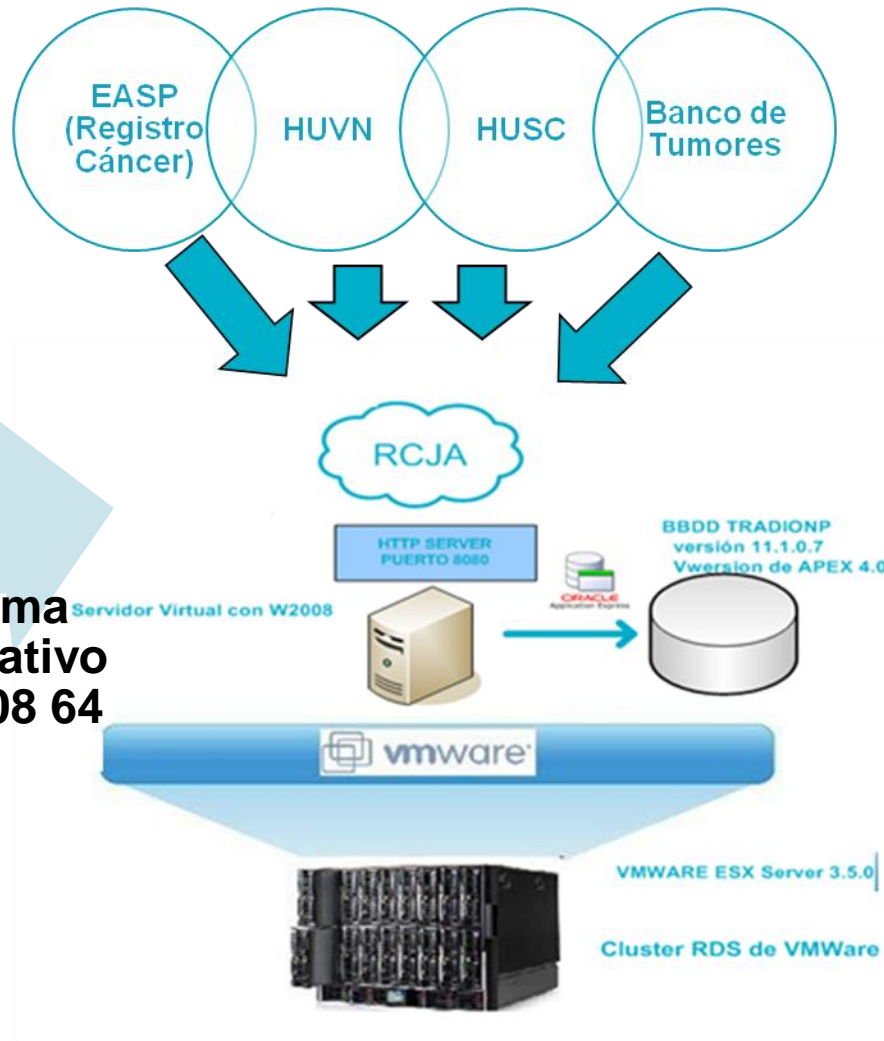 EASP
(Registro
Cáncer)
HUVN
HUSC
Banco de
Tumores
RCJA
HTTP SERVER
PUERTO 8080
BBDD TRADIONP
versión 11.1.0.7
Vwersion de APEX 4.0
ORACLE
Application Express
Servidor Virtual con W2008
ma
ativo
08 64
vmware
VMWARE ESX Server 3.5.0
Cluster RDS de VMWare